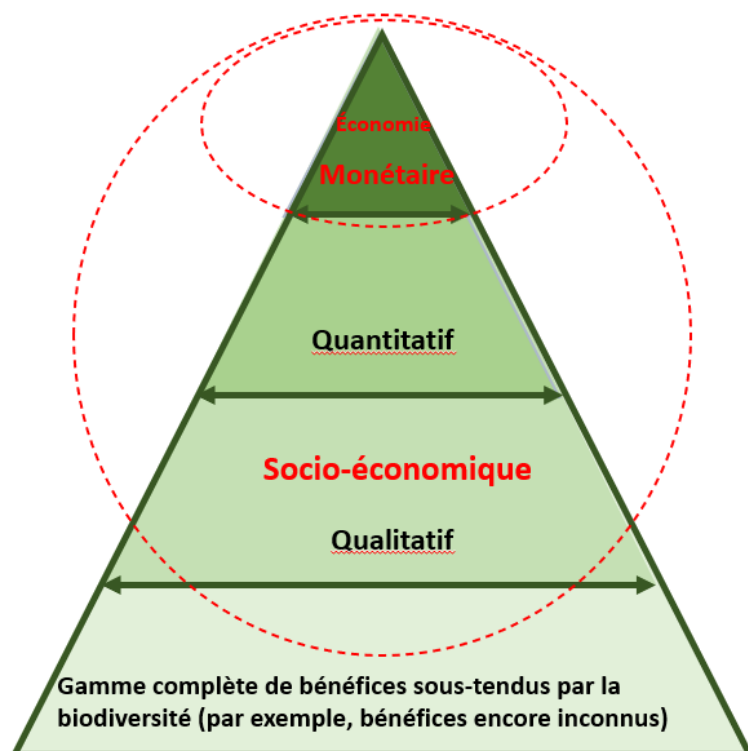 Économie
Monétaire
Quantitatif
Socio-économique
Qualitatif
Gamme complète de bénéfices sous-tendus par la
biodiversité (par exemple, bénéfices encore inconnus)